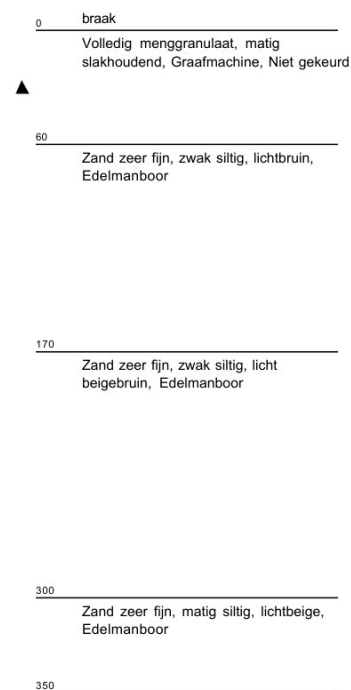 braak
0
Volledig menggranulaat, matig
slakhoudend, Graafmachine, Niet gekeurd
60
Zand zeer fijn, zwak siltig, lichtbruin,
Edelmanboor
170
Zand zeer fijn, zwak siltig, licht
beigebruin, Edelmanboor
300
Zand zeer fijn, matig siltig, lichtbeige,
Edelmanboor
350